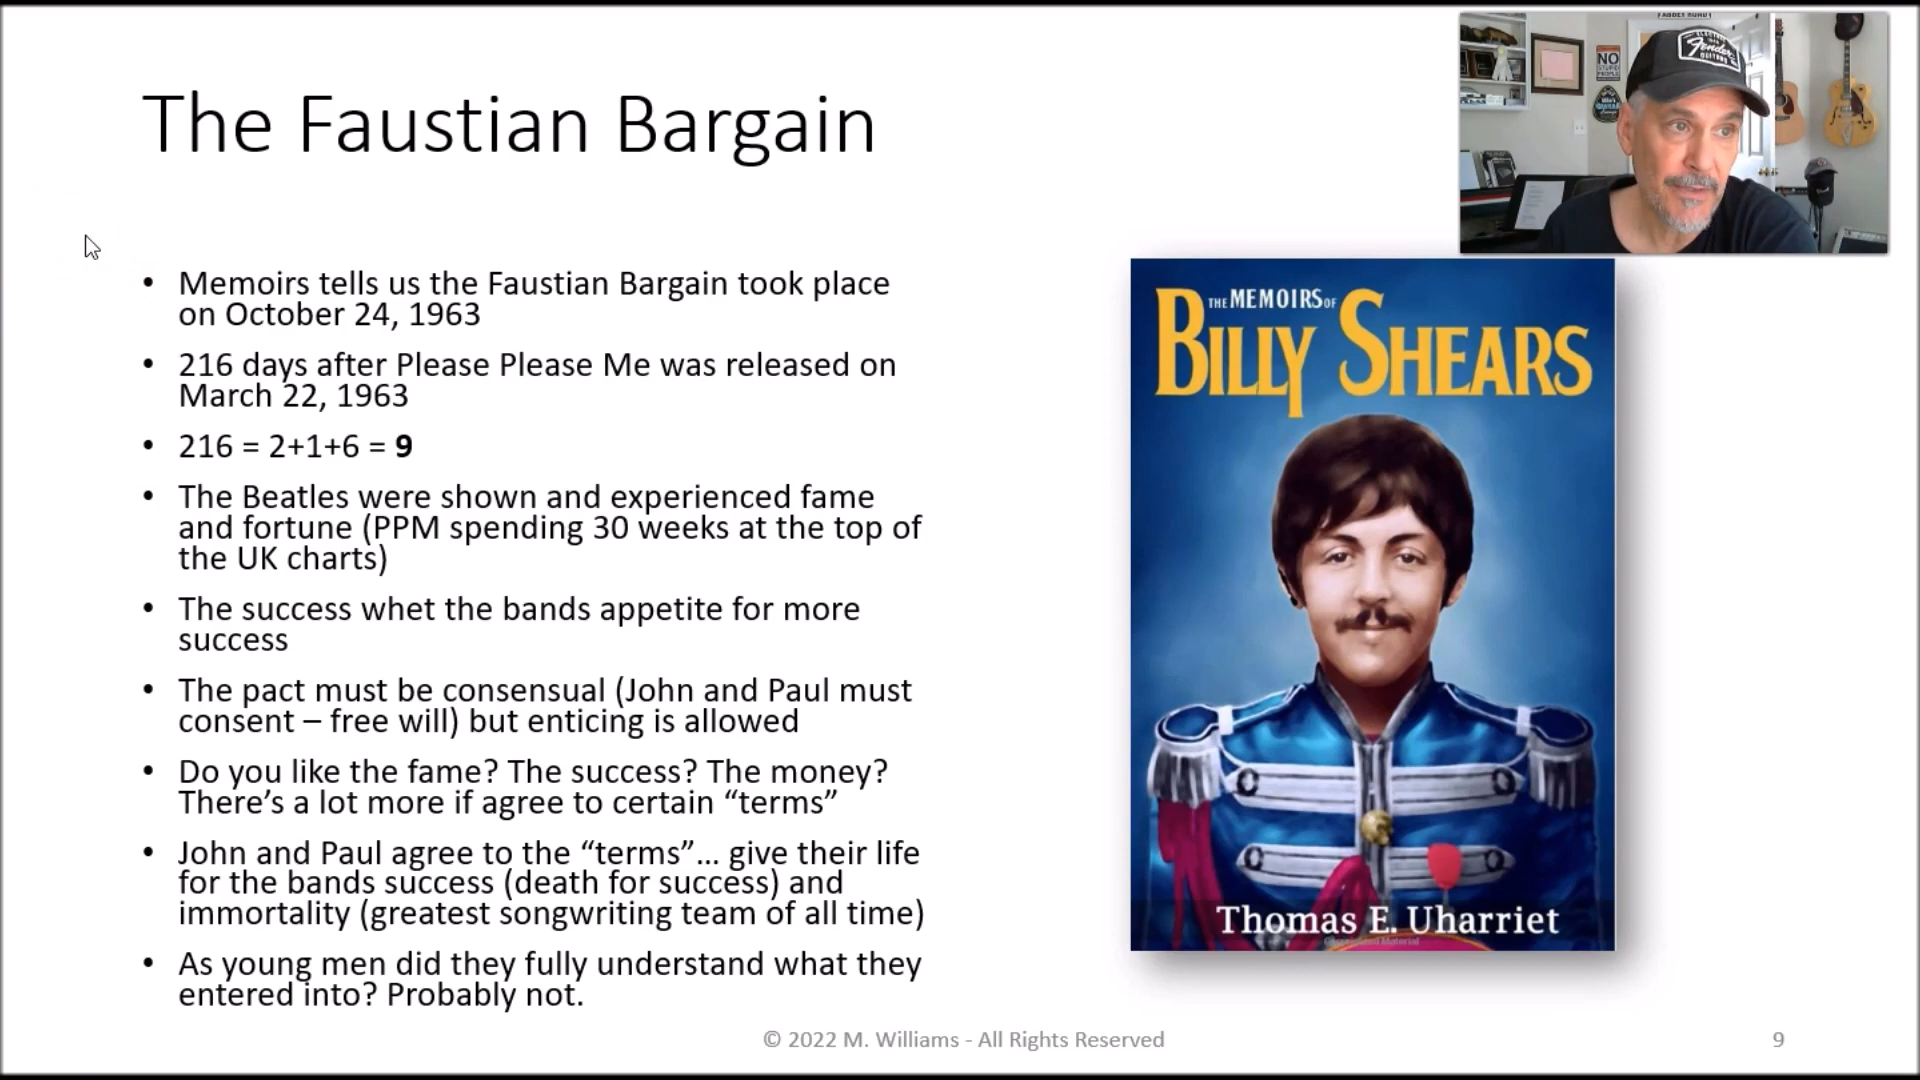 The Faustian Bargain
• Memoirs tells us the Faustian Bargain took place
on October 24, 1963
• 216 days after Please Please Me was released on
March 22, 1963
• 216 = 2+1+6 = 9
• The Beatles were shown and experienced fame
and fortune (PPM spending 30 weeks at the top of
the UK charts)
• The success whet the bands appetite for more
success
• The pact must be consensual (John and Paul must
consent – free will) but enticing is allowed
• Do you like the fame? The success? The money?
There's a lot more if agree to certain “terms”
• John and Paul agree to the “terms”... give their life
for the bands success (death for success) and
immortality (greatest songwriting team of all time)
• As young men did they fully understand what they
entered into? Probably not.
NO
STUPID
PEOPLE
Fender
GUITARS
THE MEMOIRS OF
BILLY SHEARS
Thomas E. Uharriet
© 2022 M. Williams - All Rights Reserved
9